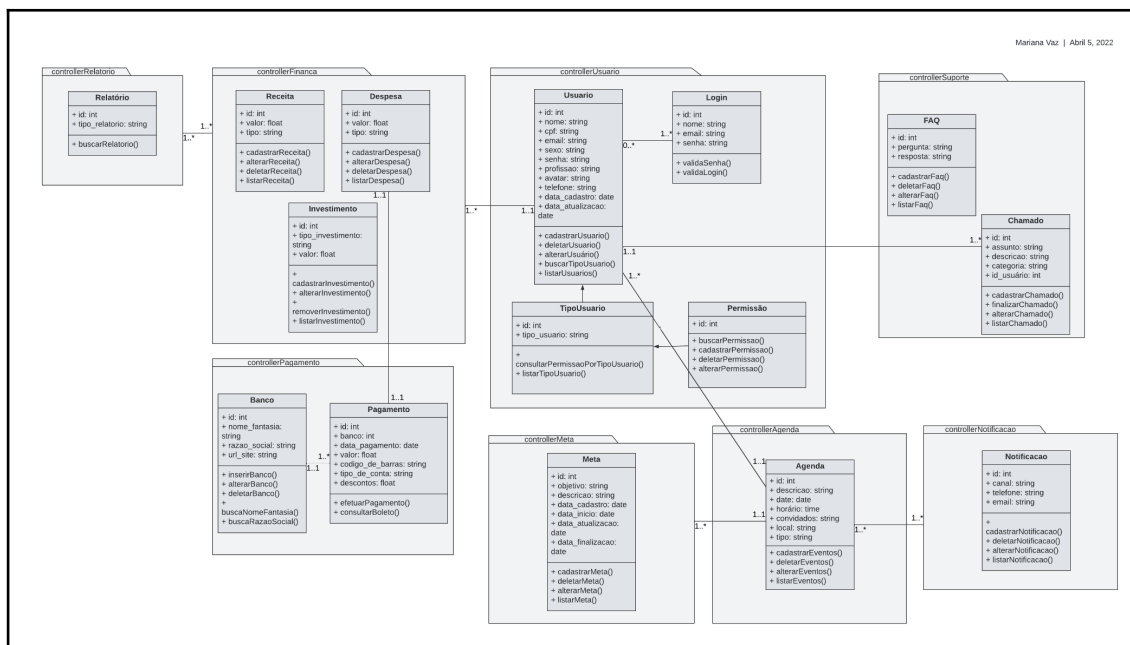 Mariana Vaz | Abril 5, 2022
controllerRelatorio
Relatório
+ id: int
+ tipo_relatorio: string
+ buscarRelatorio()
1..*
1..*
controllerFinanca
Receita
+ id: int
+ valor: float
+ tipo: string
+ cadastrarReceita()
+ alterarReceita()
+ deletarReceita()
+ listarReceita()
Despesa
+ id: int
+ valor: float
+ tipo: string
+ cadastrarDespesa()
+ alterarDespesa()
+ deletarDespesa()
+ listarDespesa()
1..1
Investimento
+ id: int
+ tipo_investimento:
string
+ valor: float
+
cadastrarInvestimento()
+ alterarInvestimento()
+
removerInvestimento()
+ listarInvestimento()
1..*
1..1
controllerUsuario
Usuario
+ id: int
+ nome: string
+ cpf: string
+ email: string
+ sexo: string
+ senha: string
+ profissao: string
+ avatar: string
+ telefone: string
+ data_cadastro: date
+ data_atualizacao:
date
+ cadastrarUsuario()
+ deletarUsuario()
+ alterarUsuário()
+ buscarTipoUsuario()
+ listarUsuarios()
1..*
0..*
Login
+ id: int
+ nome: string
+ email: string
+ senha: string
+ validaSenha()
+ validaLogin()
1..1
1..*
1..*
TipoUsuario
+ id: int
+ tipo_usuario: string
+
consultarPermissaoPorTipoUsuario()
+ listarTipoUsuario()
Permissão
+ id: int
+ buscarPermissao()
+ cadastrarPermissao()
+ deletarPermissao()
+ alterarPermissao()
controllerSuporte
FAQ
+ id: int
+ pergunta: string
+ resposta: string
+ cadastrarFaq()
+ deletarFaq()
+ alterarFaq()
+ listarFaq()
Chamado
+ id: int
+ assunto: string
+ descricao: string
+ categoria: string
+ id_usuário: int
+ cadastrarChamado()
+ finalizarChamado()
+ alterarChamado()
+ listarChamado()
controllerPagamento
Banco
+ id: int
+ nome_fantasia:
string
+ razao_social: string
+ url_site: string
+ inserirBanco()
+ alterarBanco()
+ deletarBanco()
+
buscaNomeFantasia()
+ buscaRazaoSocial()
1..*
1..1
1..1
Pagamento
+ id: int
+ banco: int
+ data_pagamento: date
+ valor: float
+ codigo_de_barras: string
+ tipo_de_conta: string
+ descontos: float
+ efetuarPagamento()
+ consultarBoleto()
controllerMeta
Meta
+ id: int
+ objetivo: string
+ descricao: string
+ data_cadastro: date
+ data_inicio: date
+ data_atualizacao:
date
+ data_finalizacao:
date
+ cadastrarMeta()
+ deletarMeta()
+ alterarMeta()
+ listarMeta()
1..*
controllerAgenda
1..1
1..1
Agenda
+ id: int
+ descricao: string
+ date: date
+ horário: time
+ convidados: string
+ local: string
+ tipo: string
+ cadastrarEventos()
+ deletarEventos()
+ alterarEventos()
+ listarEventos()
1..*
1..*
controllerNotificacao
Notificacao
+ id: int
+ canal: string
+ telefone: string
+ email: string
+
cadastrarNotificacao()
+ deletarNotificacao()
+ alterarNotificacao()
+ listarNotificacao()